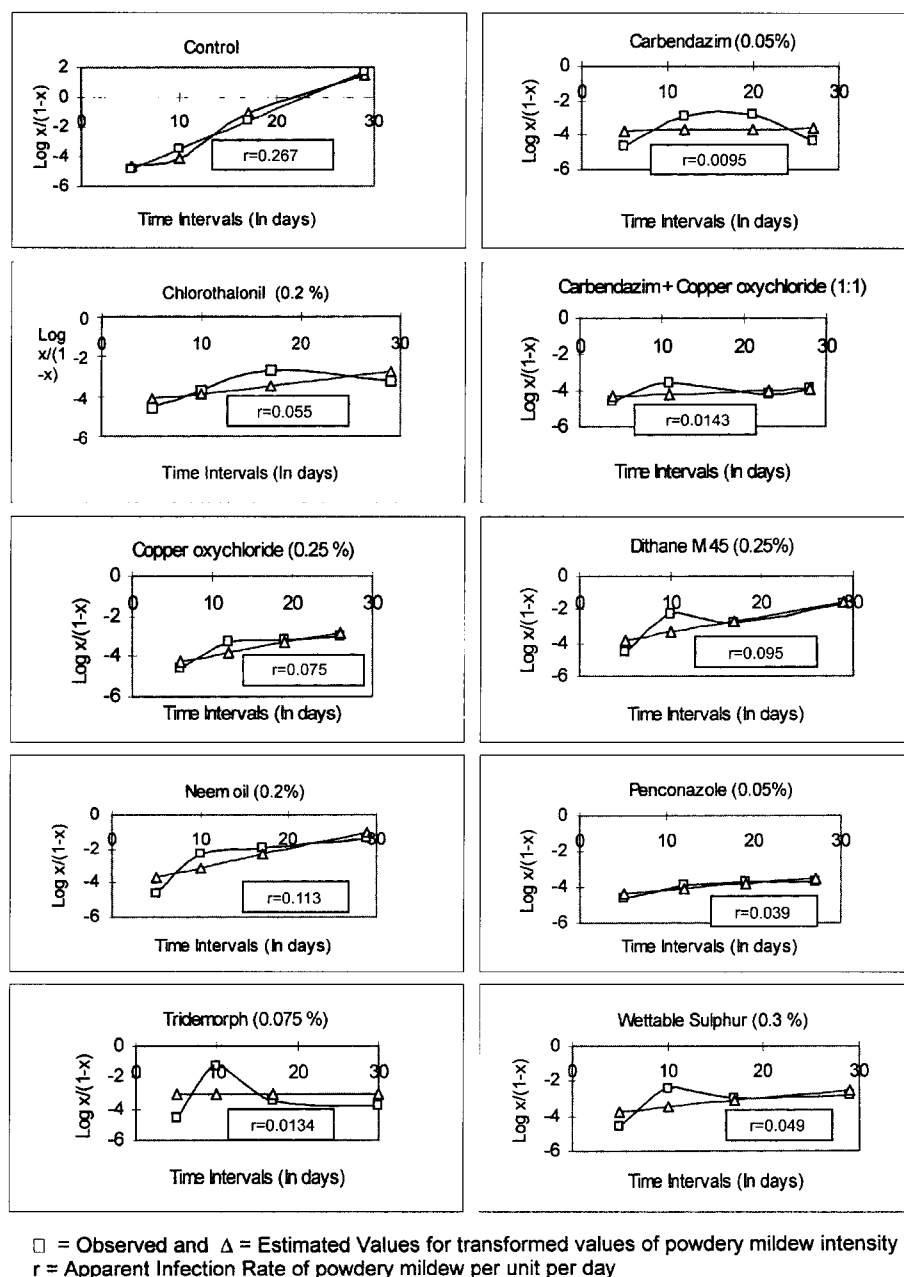 Control
2
0
-2
-4
-6
0 10 20 30
Log x/(1-x)
r=0.267
Time Intervals (In days)
Carbendazim (0.05%)
0
-2
-4
-6
0 10 20 30
Log x/(1-x)
r=0.0095
Time Intervals (In days)
Chlorothalonil (0.2 %)
0
-2
-4
-6
0 10 20 30
Log
x/(1
-x)
r=0.055
Time Intervals (In days)
Carbendazim + Copper oxychloride (1:1)
0
-2
-4
-6
0 10 20 30
Log x/(1-x)
r=0.0143
Time Intervals (In days)
Copper oxychloride (0.25 %)
0
-2
-4
-6
0 10 20 30
Log x/(1-x)
r=0.075
Time Intervals (In days)
Dithane M 45 (0.25%)
0
-2
-4
-6
0 10 20 30
Log x/(1-x)
r=0.095
Time Intervals (In days)
Neem oil (0.2%)
0
-2
-4
-6
0 10 20 30
Log x/(1-x)
r=0.113
Time Intervals (In days)
Penconazole (0.05%)
0
-2
-4
-6
0 10 20 30
Log x/(1-x)
r=0.039
Time Intervals (In days)
Tridemorph (0.075 %)
0
-2
-4
-6
0 10 20 30
Log x/(1-x)
r=0.0134
Time Intervals (In days)
Wettable Sulphur (0.3 %)
0
-2
-4
-6
0 10 20 30
Log x/(1-x)
r=0.049
Time Intervals (In days)
□ = Observed and Δ = Estimated Values for transformed values of powdery mildew intensity
r = Apparent Infection Rate of powdery mildew per unit per day